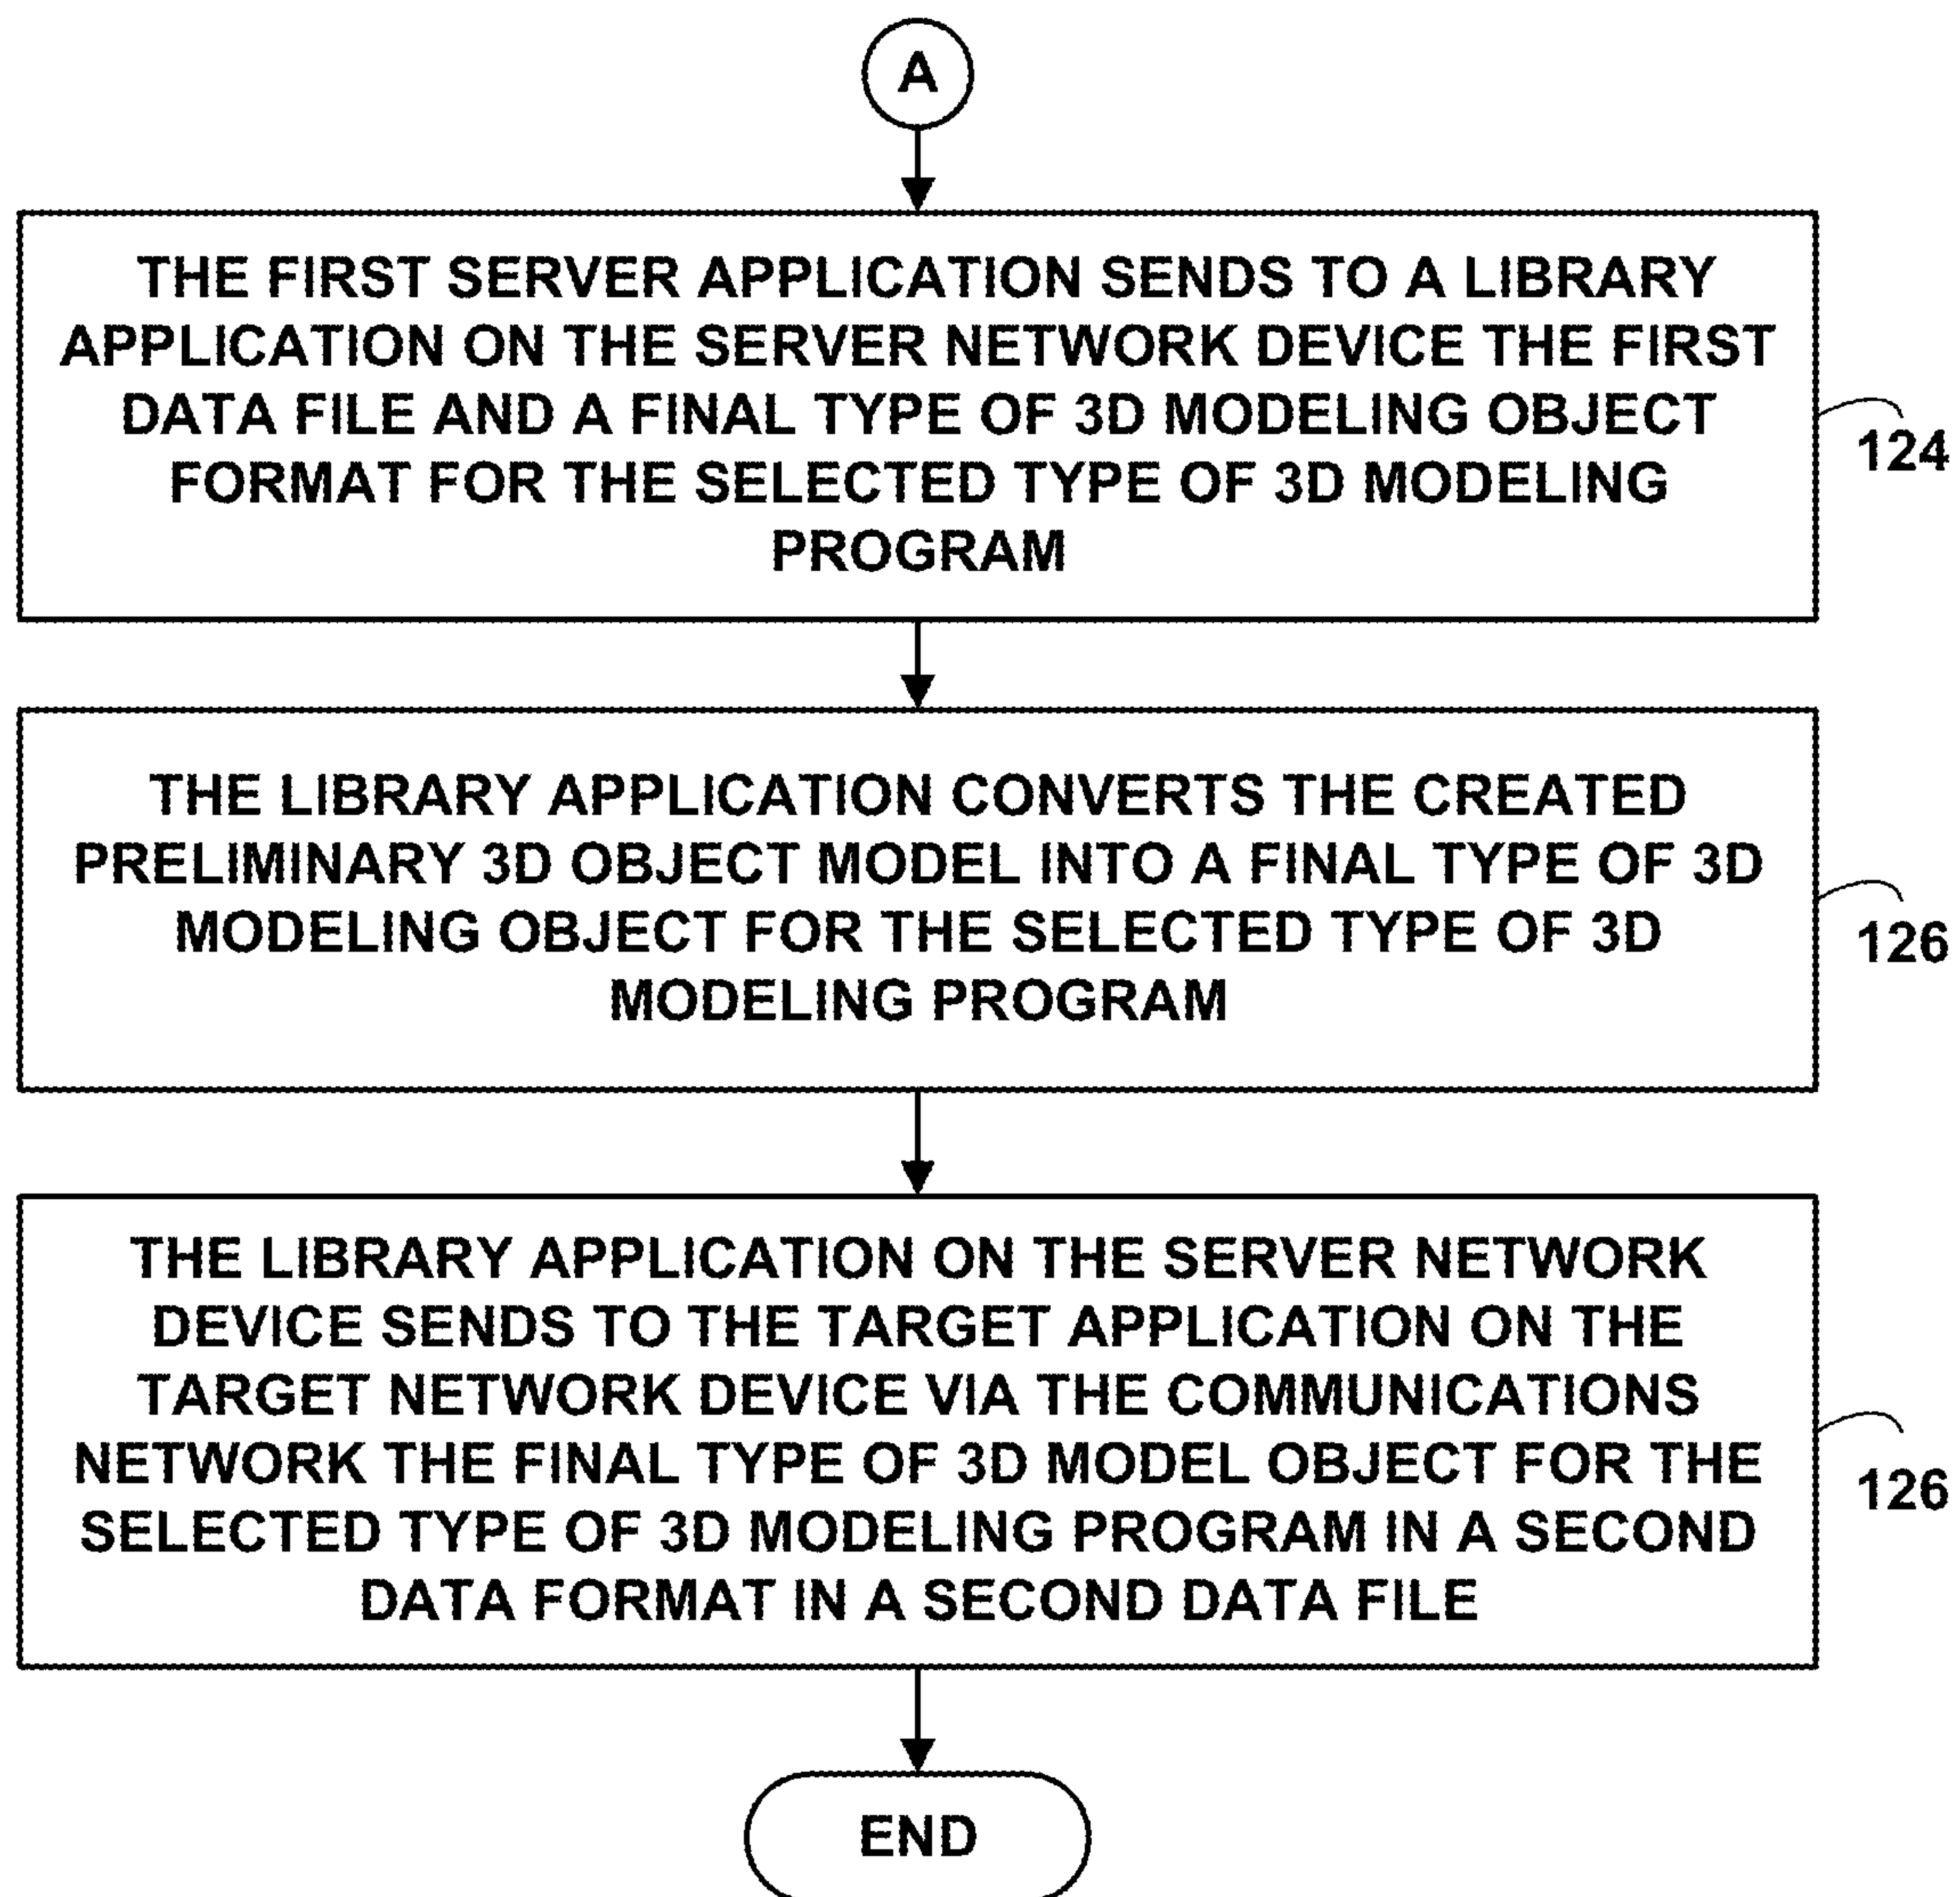 A
THE FIRST SERVER APPLICATION SENDS TO A LIBRARY
APPLICATION ON THE SERVER NETWORK DEVICE THE FIRST
DATA FILE AND A FINAL TYPE OF 3D MODELING OBJECT
FORMAT FOR THE SELECTED TYPE OF 3D MODELING
PROGRAM
124
THE LIBRARY APPLICATION CONVERTS THE CREATED
PRELIMINARY 3D OBJECT MODEL INTO A FINAL TYPE OF 3D
MODELING OBJECT FOR THE SELECTED TYPE OF 3D
MODELING PROGRAM
126
THE LIBRARY APPLICATION ON THE SERVER NETWORK
DEVICE SENDS TO THE TARGET APPLICATION ON THE
TARGET NETWORK DEVICE VIA THE COMMUNICATIONS
NETWORK THE FINAL TYPE OF 3D MODEL OBJECT FOR THE
SELECTED TYPE OF 3D MODELING PROGRAM IN A SECOND
DATA FORMAT IN A SECOND DATA FILE
126
END